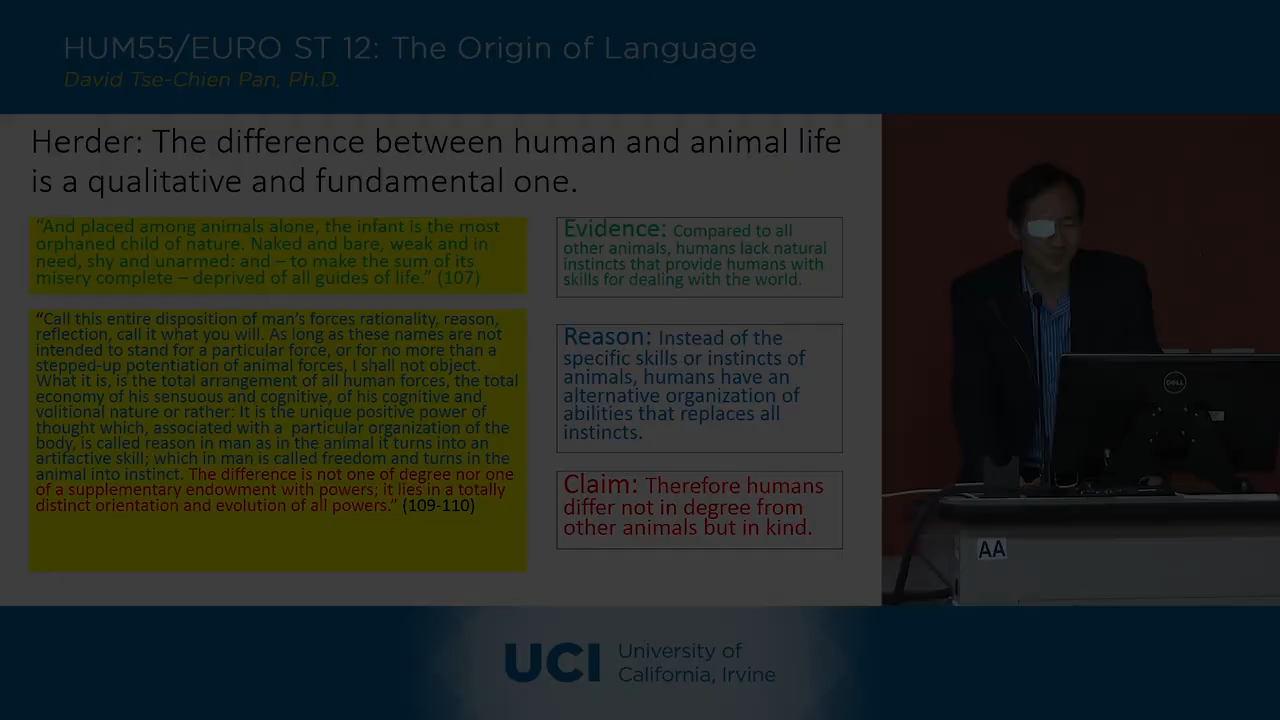 HUM55/EURO ST 12: The Origin of Language
David Tse-Chien Pan, Ph.D.
Herder: The difference between human and animal life
is a qualitative and fundamental one.
“And placed among animals alone, the infant is the most
orphaned child of nature. Naked and bare, weak and in
need, shy and unarmed: and – to make the sum of its
misery complete – deprived of all guides of life.” (107)
“Call this entire disposition of man’s forces rationality, reason,
reflection, call it what you will. As long as these names are not
intended to stand for a particular force, or for no more than a
stepped-up potentiation of animal forces, I shall not object.
What it is, is the total arrangement of all human forces, the total
economy of his sensuous and cognitive, of his cognitive and
volitional nature or rather: It is the unique positive power of
thought which, associated with a particular organization of the
body, is called reason in man as in the animal it turns into an
artifactive skill; which in man is called freedom and turns in the
animal into instinct. The difference is not one of degree nor one
of a supplementary endowment with powers; it lies in a totally
distinct orientation and evolution of all powers.” (109-110)
Evidence: Compared to all
other animals, humans lack natural
instincts that provide humans with
skills for dealing with the world.
Reason: Instead of the
specific skills or instincts of
animals, humans have an
alternative organization of
abilities that replaces all
instincts.
Claim: Therefore humans
differ not in degree from
other animals but in kind.
DELL
AA
UCI University of
California, Irvine